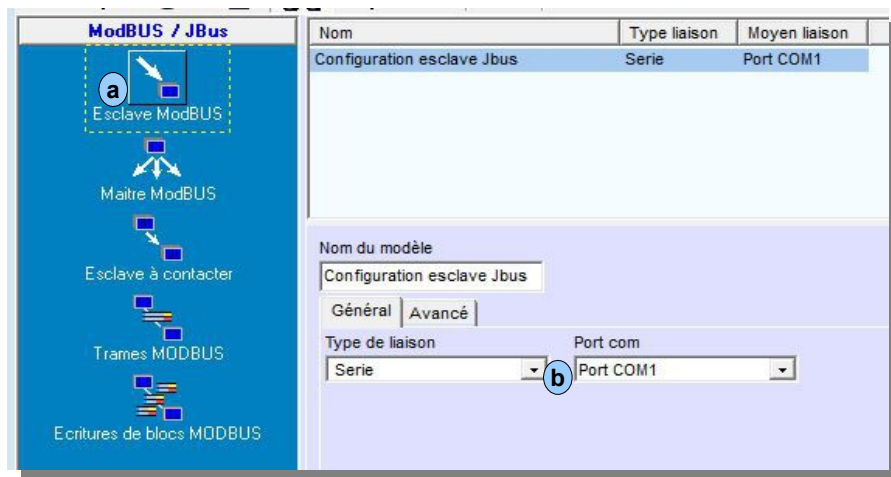 ModBUS / JBus
a
Esclave ModBUS
Maitre ModBUS
Esclave à contacter
Trames MODBUS
Ecritures de blocs MODBUS
Nom Type liaison Moyen liaison
Configuration esclave Jbus Serie Port COM1
Nom du modèle
Configuration esclave Jbus
Général Avancé
Type de liaison Port com
Serie b Port COM1